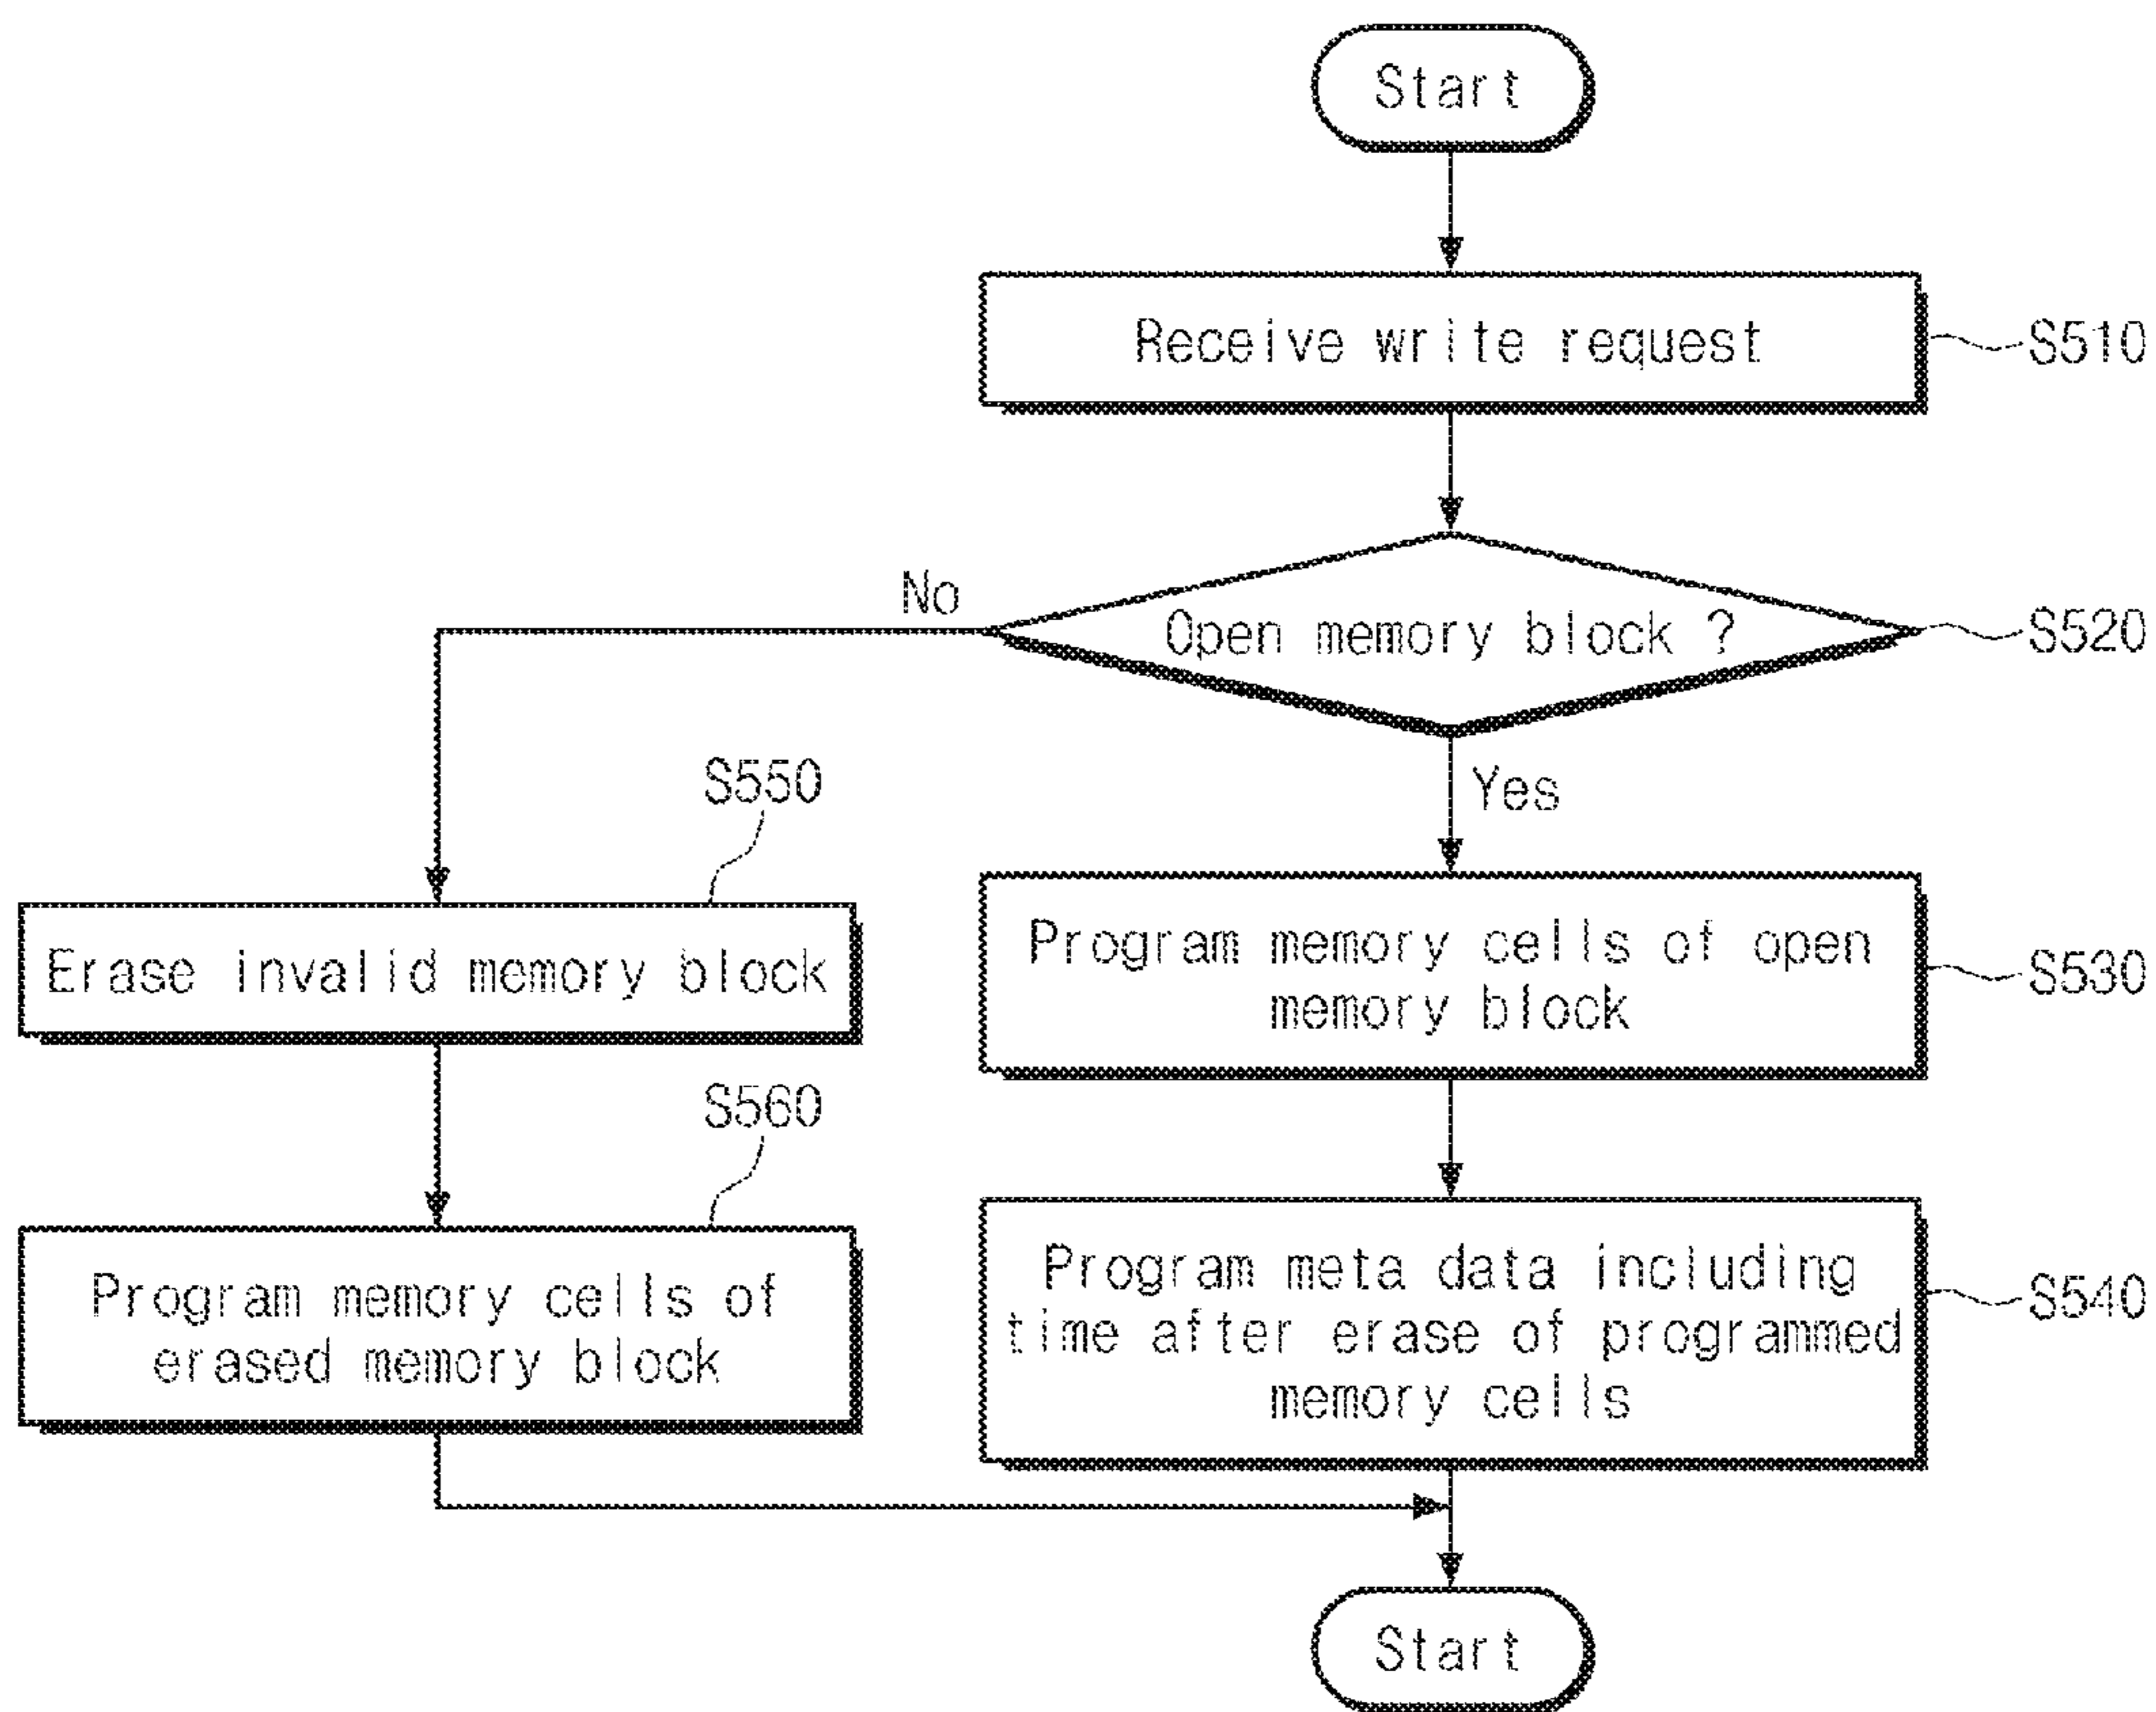 Start
Receive write request
S510
No
Open memory block ?
S520
Yes
S550
Erase invalid memory block
Program memory cells of open
memory block
S530
S560
Program memory cells of
erased memory block
Program meta data including
time after erase of programmed
memory cells
S540
Start